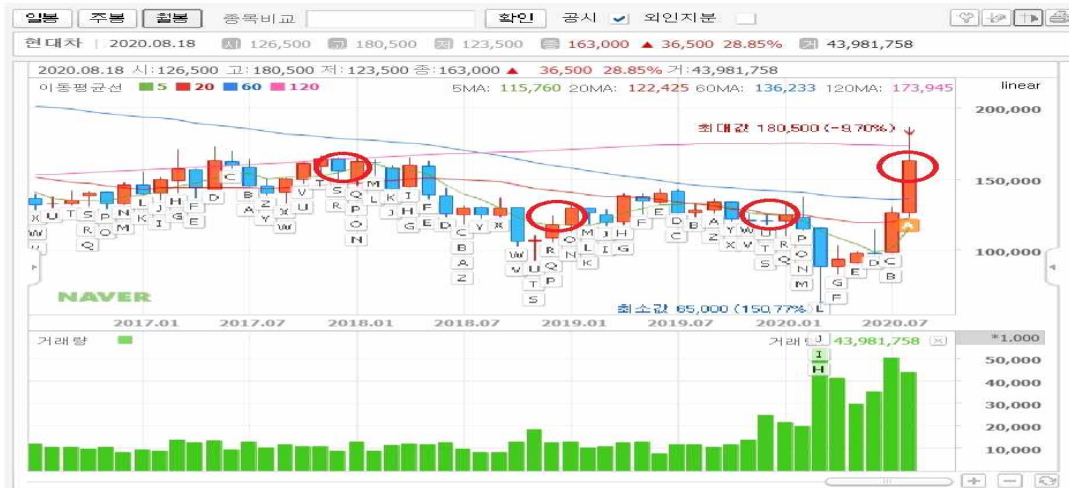 일봉 주봉 월봉 종목비교 확인 공시 외인지분
현대차 2020.08.18 시 126,500 고 180,500 저 123,500 종 163,000 ▲ 36,500 28.85% 거 43,981,758
2020.08.18 시:126,500 고:180,500 저:123,500 종:163,000 ▲ 36,500 28.85% 거:43,981,758
이동평균선 5 20 60 120 5MA: 115,760 20MA: 122,425 60MA: 136,233 120MA: 173,945 linear
200,000
최대값 180,500 (-9.70%)
150,000
100,000
A
NAVER
최소값 65,000 (150.77%) L
2017.01 2017.07 2018.01 2018.07 2019.01 2019.07 2020.01 2020.07
거래량 거래량 43,981,758 *1,000
J
I
H
50,000
40,000
30,000
20,000
10,000